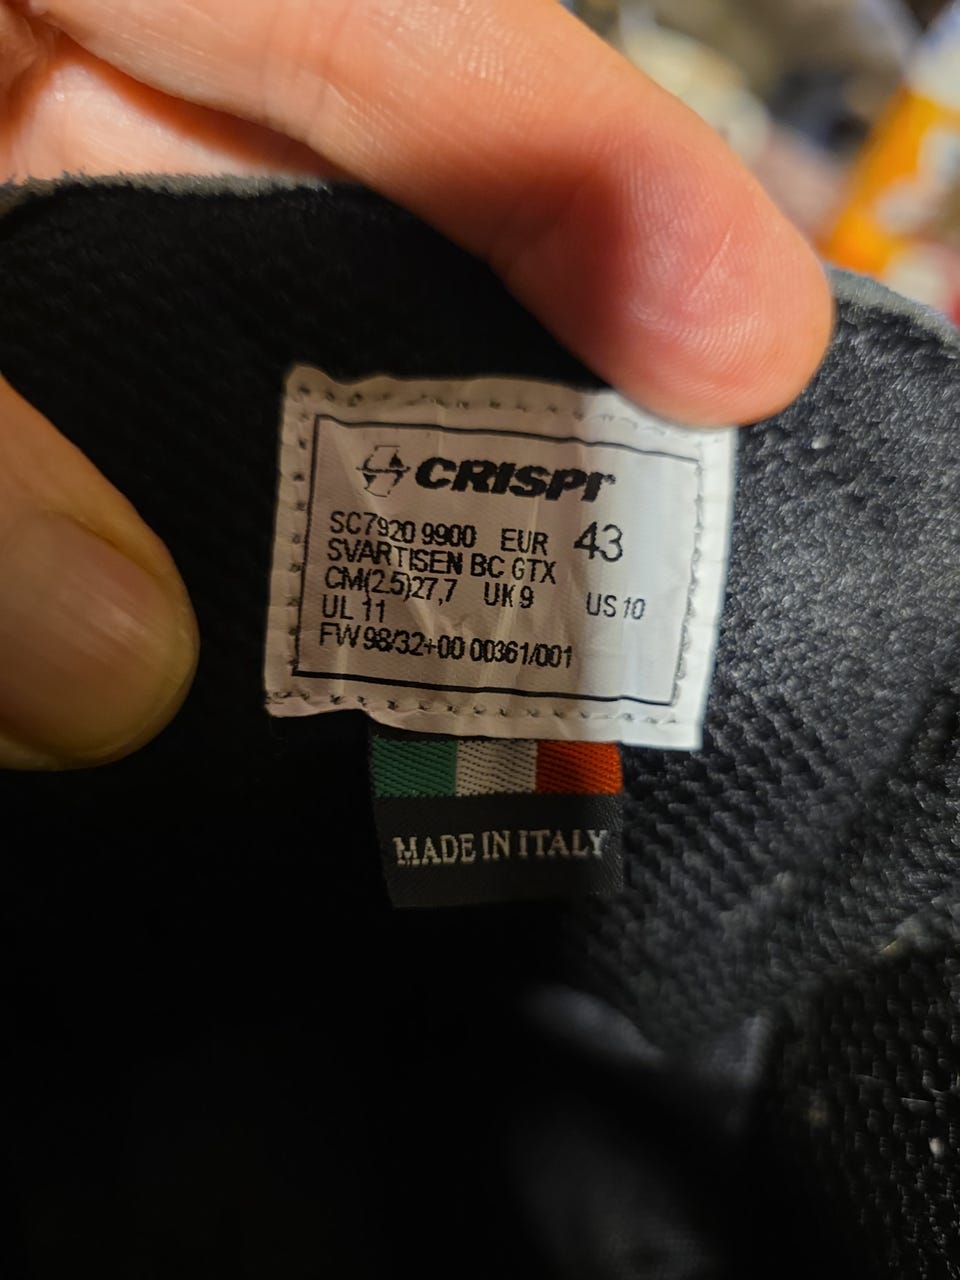 CRISPI
SC7920 9900 EUR 43
SVARTISEN BC GTX
CM(2.5)27,7 UK 9 US 10
UL 11
FW 98/32+00 00361/001
MADE IN ITALY